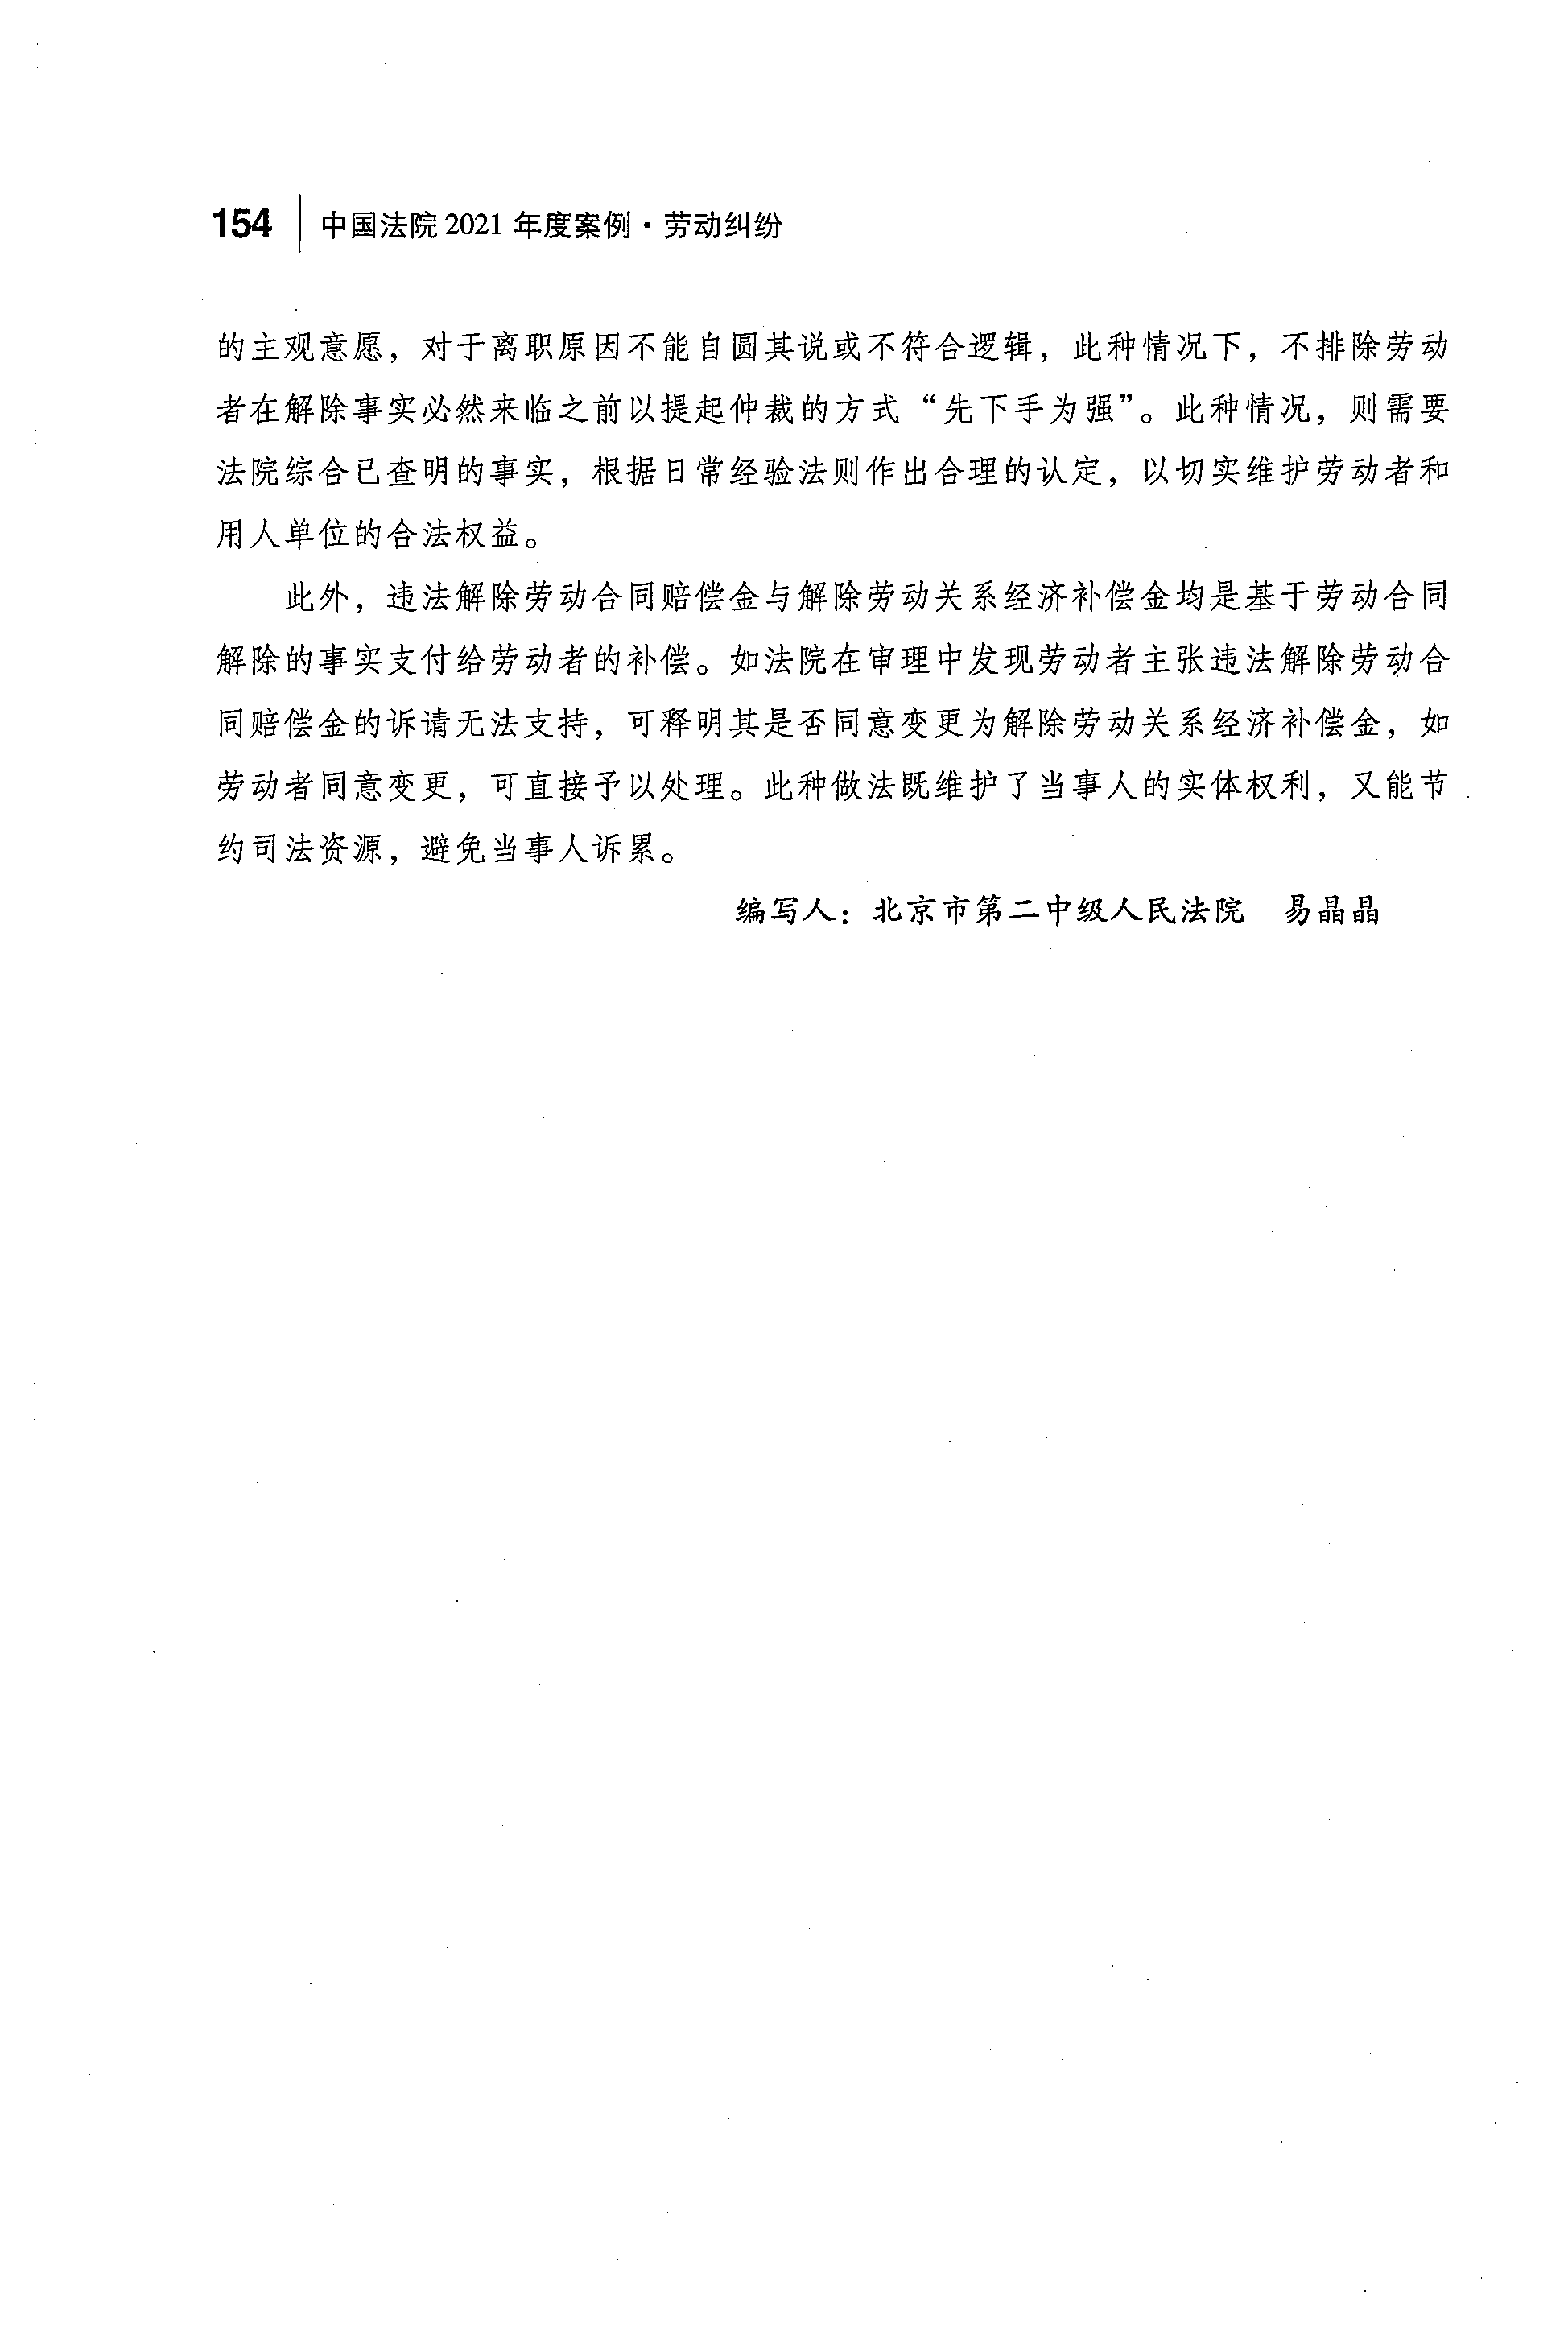 154 中国法院 2021 年度案例·劳动纠纷
的主观意愿，对于离职原因不能自圆其说或不符合逻辑，此种情况下，不排除劳动
者在解除事实必然来临之前以提起仲裁的方式“先下手为强”。此种情况，则需要
法院综合已查明的事实，根据日常经验法则作出合理的认定，以切实维护劳动者和
用人单位的合法权益。
此外，违法解除劳动合同赔偿金与解除劳动关系经济补偿金均是基于劳动合同
解除的事实支付给劳动者的补偿。如法院在审理中发现劳动者主张违法解除劳动合
同赔偿金的诉请无法支持，可释明其是否同意变更为解除劳动关系经济补偿金，如
劳动者同意变更，可直接予以处理。此种做法既维护了当事人的实体权利，又能节
约司法资源，避免当事人诉累。
编写人：北京市第二中级人民法院　易晶晶